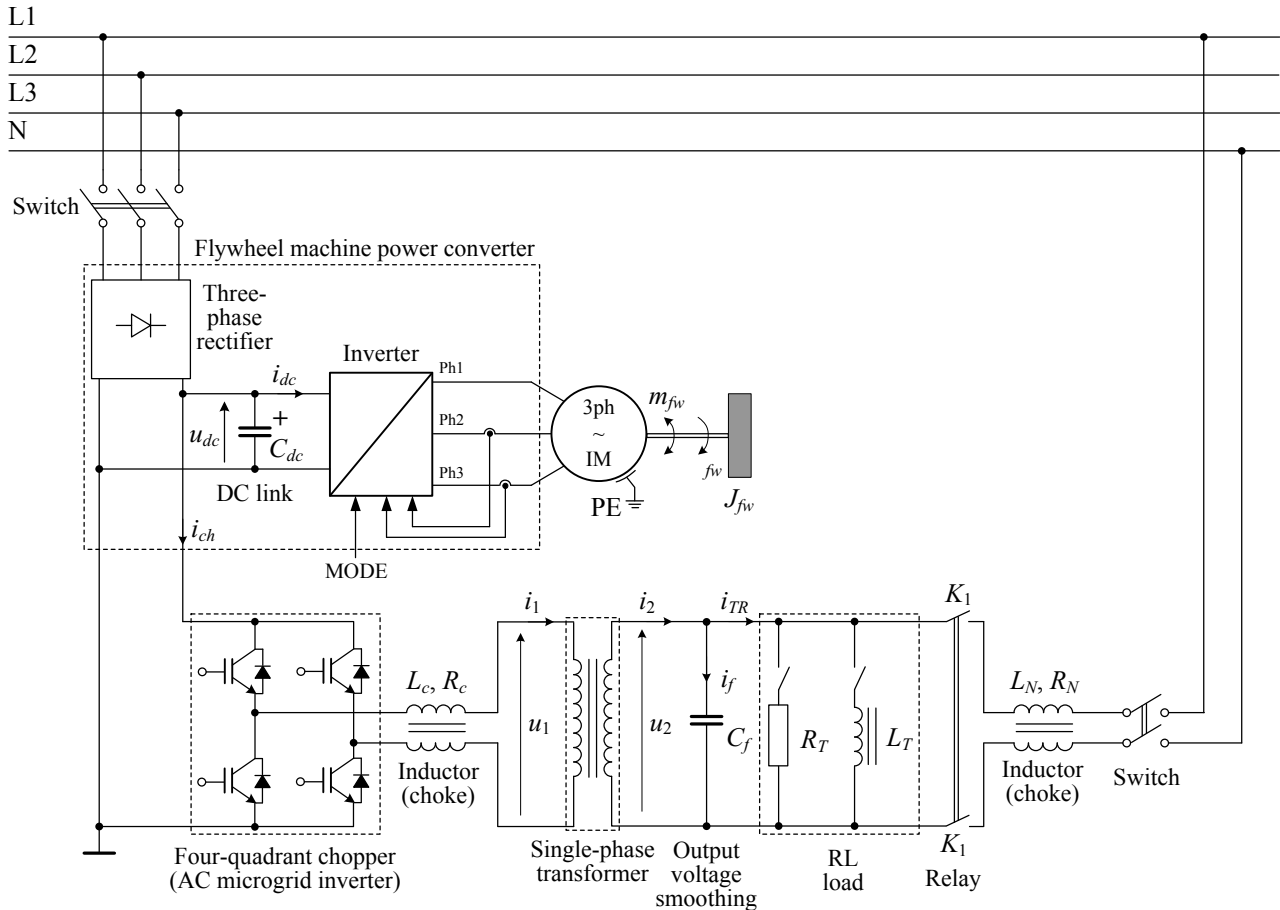 L1
L2
L3
N
Switch
Flywheel machine power converter
Three-
phase
rectifier
Inverter
i_dc
u_dc
+
C_dc
DC link
Ph1
Ph2
Ph3
3ph
~
IM
PE
m_fw
fw
J_fw
i_ch
MODE
i_1
i_2
i_TR
K_1
L_c, R_c
u_1
u_2
i_f
C_f
R_T
L_T
L_N, R_N
Inductor
(choke)
Inductor
(choke)
Switch
Four-quadrant chopper
(AC microgrid inverter)
Single-phase
transformer
Output
voltage
smoothing
RL
load
K_1
Relay